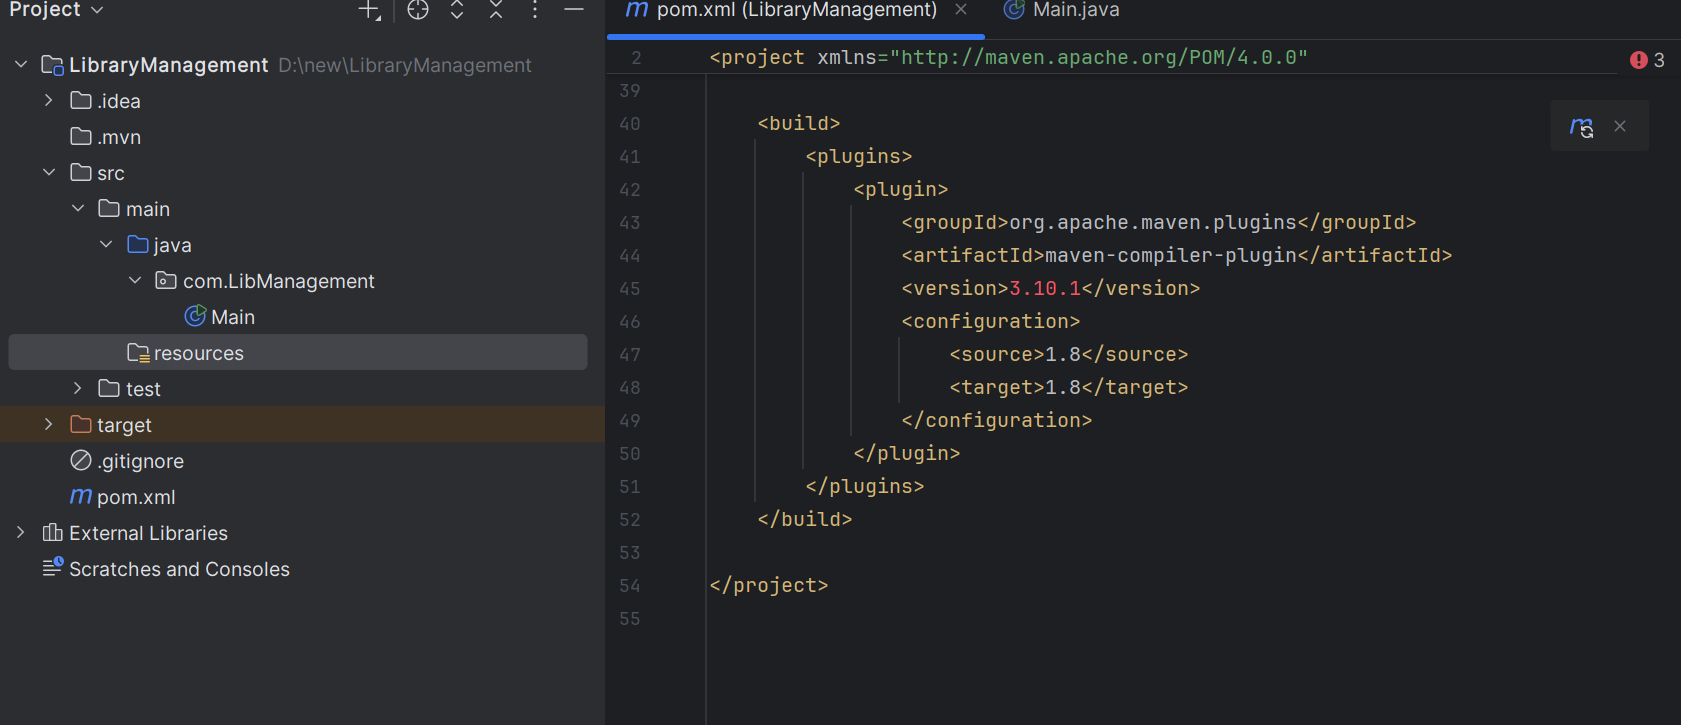 Project
LibraryManagement D:\new\LibraryManagement
.idea
.mvn
src
main
java
com.LibManagement
Main
resources
test
target
.gitignore
pom.xml
External Libraries
Scratches and Consoles
pom.xml (LibraryManagement)
Main.java
2 <project xmlns="http://maven.apache.org/POM/4.0.0"
3
39
40 <build>
41 <plugins>
42 <plugin>
43 <groupId>org.apache.maven.plugins</groupId>
44 <artifactId>maven-compiler-plugin</artifactId>
45 <version>3.10.1</version>
46 <configuration>
47 <source>1.8</source>
48 <target>1.8</target>
49 </configuration>
50 </plugin>
51 </plugins>
52 </build>
53
54 </project>
55